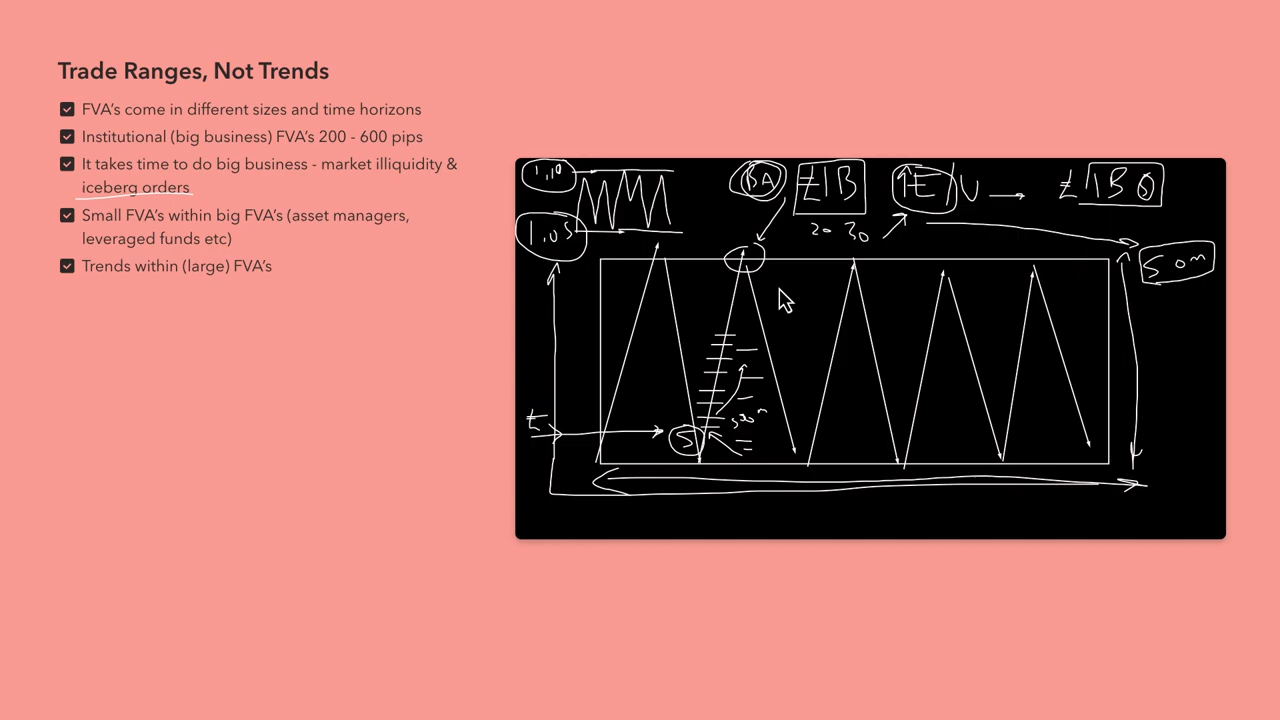 Trade Ranges, Not Trends
FVA's come in different sizes and time horizons
Institutional (big business) FVA's 200 - 600 pips
It takes time to do big business - market illiquidity &
iceberg orders
Small FVA's within big FVA's (asset managers,
leveraged funds etc)
Trends within (large) FVA's
1.10
BA
£1B
E/U
1.05
20 30
50m